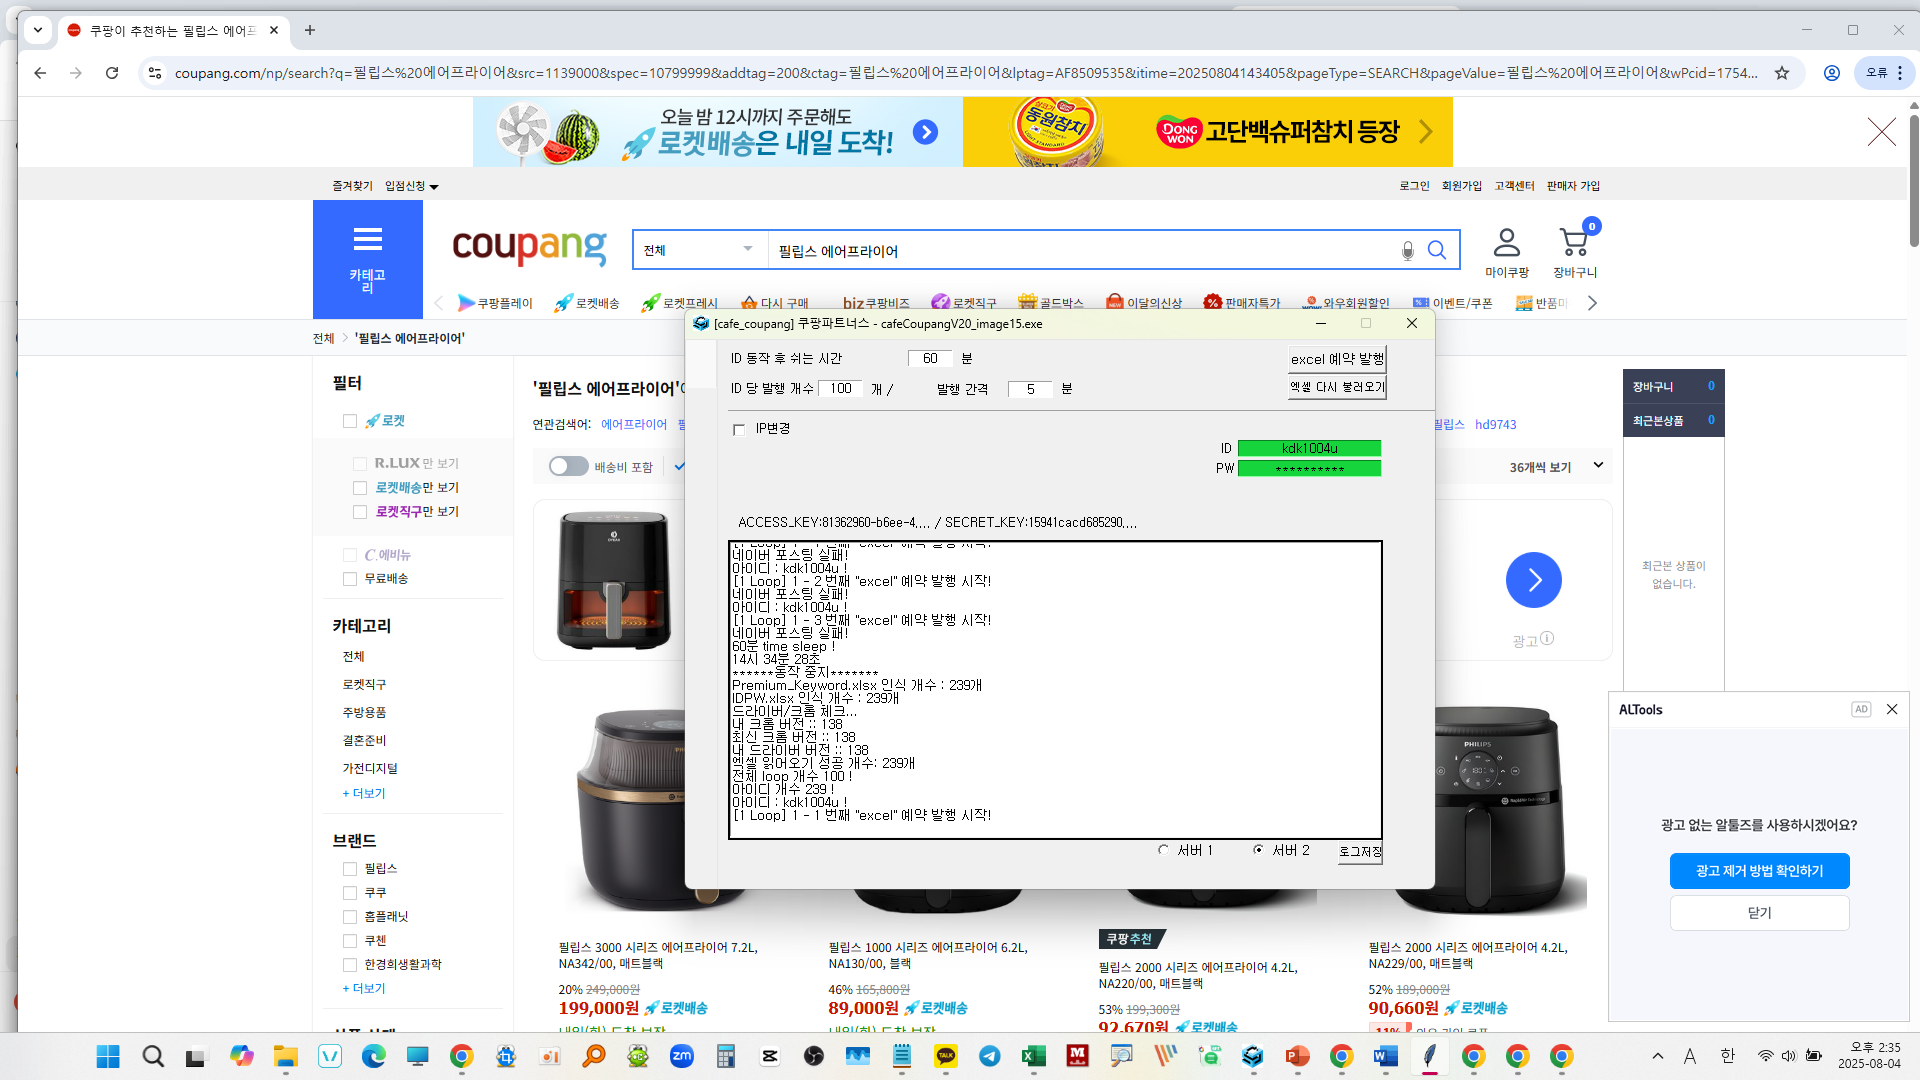 쿠팡이 추천하는 필립스 에어프
coupang.com/np/search?q=필립스%20에어프라이어&src=1139000&spec=10799999&addtag=200&ctag=필립스%20에어프라이어&lptag=AF8509535&itime=20250804143405&pageType=SEARCH&pageValue=필립스%20에어프라이어&wPcid=1754...
오류
오늘 밤 12시까지 주문해도
로켓배송은 내일 도착!
동원참치
DONG WON 고단백슈퍼참치 등장
즐겨찾기 입점신청
로그인 회원가입 고객센터 판매자 가입
카테고
리
coupang
전체
필립스 에어프라이어
마이쿠팡
0
장바구니
쿠팡플레이 로켓배송 로켓프레시 다시 구매 biz 쿠팡비즈 로켓직구 골드박스 이달의신상 판매자특가 와우회원할인 이벤트/쿠폰 반품마
전체 > '필립스 에어프라이어'
필터
로켓
R.LUX 만 보기
로켓배송만 보기
로켓직구만 보기
C.에비뉴
무료배송
카테고리
전체
로켓직구
주방용품
결혼준비
가전디지털
+ 더보기
브랜드
필립스
쿠쿠
홈플래닛
쿠첸
한경희생활과학
+ 더보기
'필립스 에어프라이어'
연관검색어: 에어프라이어
필립스 hd9743
배송비 포함
36개씩 보기
광고
장바구니 0
최근본상품 0
최근본 상품이
없습니다.
[cafe_coupang] 쿠팡파트너스 - cafeCoupangV20_image15.exe
ID 동작 후 쉬는 시간 60 분
excel 예약 발행
ID 당 발행 개수 100 개 / 발행 간격 5 분
엑셀 다시 불러오기
IP변경
ID kdk1004u
PW **********
ACCESS_KEY:81362960-b6ee-4.... / SECRET_KEY:15941cacd685290....
[1 Loop] 1 - 1 번째 "excel" 예약 발행 시작!
네이버 포스팅 실패!
아이디 : kdk1004u !
[1 Loop] 1 - 2 번째 "excel" 예약 발행 시작!
네이버 포스팅 실패!
아이디 : kdk1004u !
[1 Loop] 1 - 3 번째 "excel" 예약 발행 시작!
네이버 포스팅 실패!
60분 time sleep !
14시 34분 28초
******동작 중지*******
Premium_Keyword.xlsx 인식 개수 : 239개
IDPW.xlsx 인식 개수 : 239개
드라이버/크롬 체크...
내 크롬 버전 :: 138
최신 크롬 버전 :: 138
내 드라이버 버전 :: 138
엑셀 읽어오기 성공 개수: 239개
전체 loop 개수 100 !
아이디 개수 239 !
아이디 : kdk1004u !
[1 Loop] 1 - 1 번째 "excel" 예약 발행 시작!
서버 1 서버 2 로그저장
PHILIPS
필립스 3000 시리즈 에어프라이어 7.2L,
NA342/00, 매트블랙
20% 249,000원
199,000원 로켓배송
내일(화) 도착 보장
필립스 1000 시리즈 에어프라이어 6.2L,
NA130/00, 블랙
46% 165,800원
89,000원 로켓배송
내일(화) 도착 보장
쿠팡추천
필립스 2000 시리즈 에어프라이어 4.2L,
NA220/00, 매트블랙
53% 199,300원
92,670원 로켓배송
필립스 2000 시리즈 에어프라이어 4.2L,
NA229/00, 매트블랙
52% 189,000원
90,660원 로켓배송
11%
ALTools
AD
광고 없는 알툴즈를 사용하시겠어요?
광고 제거 방법 확인하기
닫기
zm
TALK
A 한
오후 2:35
2025-08-04